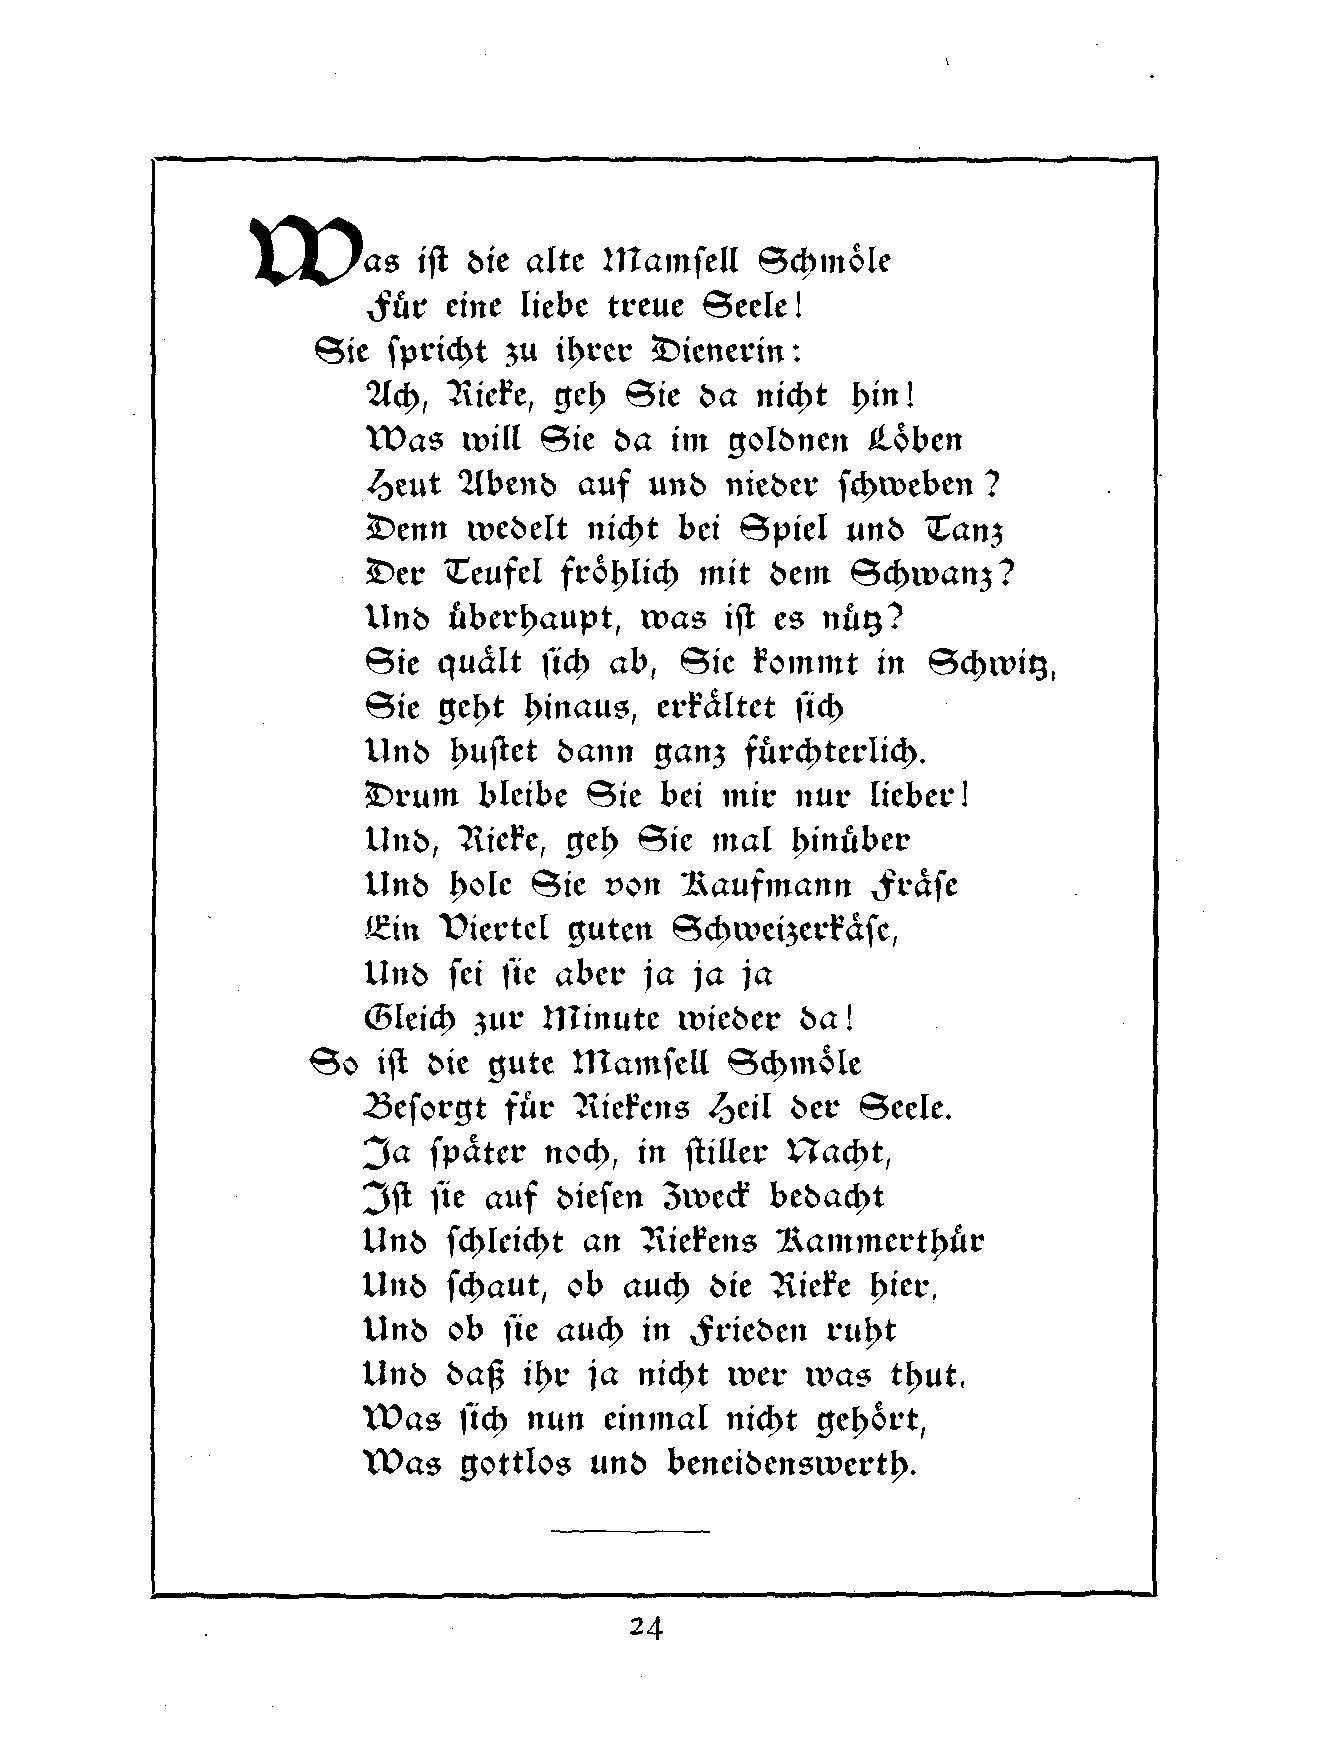 Was iſt die alte Mamſell Schmöle
Für eine liebe treue Seele!
Sie ſpricht zu ihrer Dienerin:
Ach, Rieke, geh Sie da nicht hin!
Was will Sie da im goldnen Löben
Heut Abend auf und nieder ſchweben?
Denn wedelt nicht bei Spiel und Tanz
Der Teufel fröhlich mit dem Schwanz?
Und überhaupt, was iſt es nütz?
Sie quält ſich ab, Sie kommt in Schwitz,
Sie geht hinaus, erkältet ſich
Und huſtet dann ganz fürchterlich.
Drum bleibe Sie bei mir nur lieber!
Und, Rieke, geh Sie mal hinüber
Und hole Sie von Kaufmann Fräſe
Ein Viertel guten Schweizerkäſe,
Und ſei ſie aber ja ja ja
Gleich zur Minute wieder da!
So iſt die gute Mamſell Schmöle
Beſorgt für Riekens Heil der Seele.
Ja ſpäter noch, in ſtiller Nacht,
Iſt ſie auf dieſen Zweck bedacht
Und ſchleicht an Riekens Kammerthür
Und ſchaut, ob auch die Rieke hier,
Und ob ſie auch in Frieden ruht
Und daß ihr ja nicht wer was thut,
Was ſich nun einmal nicht gehört,
Was gottlos und beneidenswerth.
24